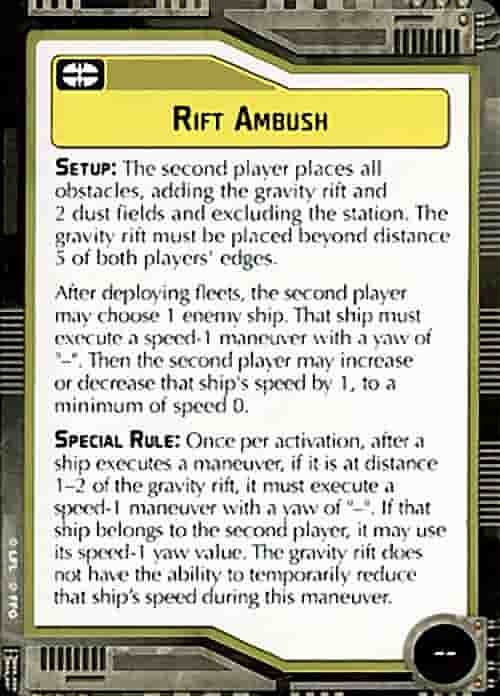 RIFT AMBUSH
SETUP: The second player places all
obstacles, adding the gravity rift and
2 dust fields and excluding the station. The
gravity rift must be placed beyond distance
5 of both players' edges.
After deploying fleets, the second player
may choose 1 enemy ship. That ship must
execute a speed-1 maneuver with a yaw of
"–". Then the second player may increase
or decrease that ship's speed by 1, to a
minimum of speed 0.
SPECIAL RULE: Once per activation, after a
ship executes a maneuver, if it is at distance
1–2 of the gravity rift, it must execute a
speed-1 maneuver with a yaw of "–". If that
ship belongs to the second player, it may use
its speed-1 yaw value. The gravity rift does
not have the ability to temporarily reduce
that ship's speed during this maneuver.
© LFL © FFG
--